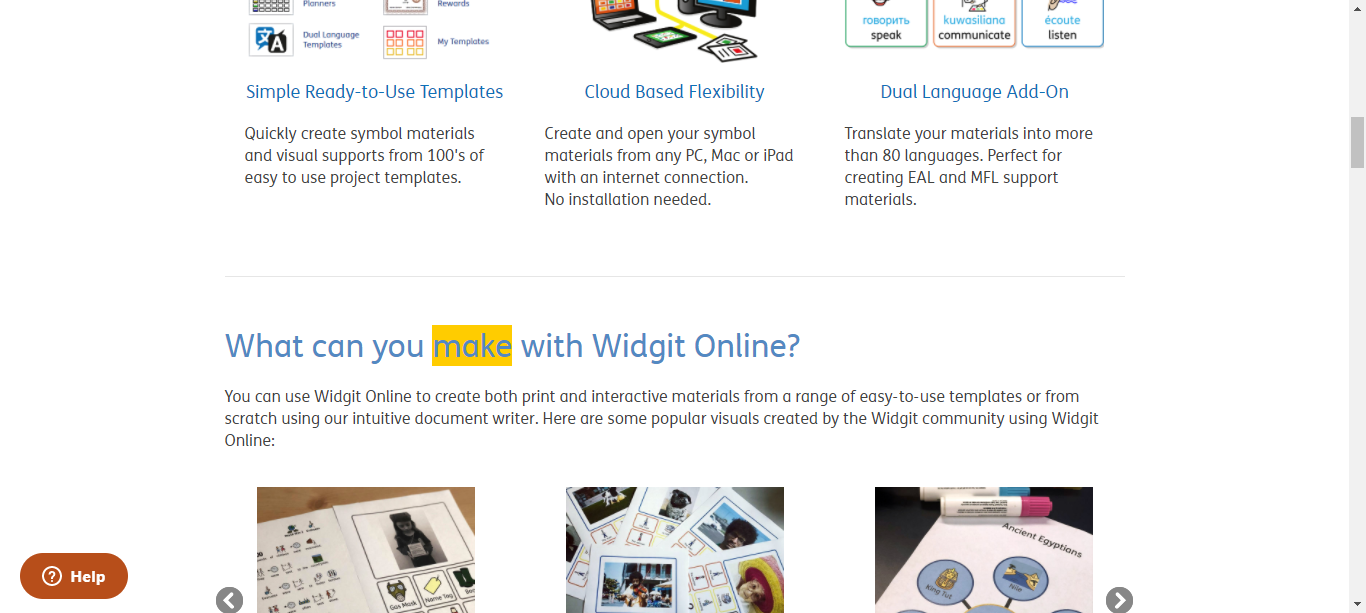 Planners
Rewards
Dual Language
Templates
My Templates
говорить
speak
kuwasiliana
communicate
écoute
listen
Simple Ready-to-Use Templates
Cloud Based Flexibility
Dual Language Add-On
Quickly create symbol materials
and visual supports from 100's of
easy to use project templates.
Create and open your symbol
materials from any PC, Mac or iPad
with an internet connection.
No installation needed.
Translate your materials into more
than 80 languages. Perfect for
creating EAL and MFL support
materials.
What can you make with Widgit Online?
You can use Widgit Online to create both print and interactive materials from a range of easy-to-use templates or from
scratch using our intuitive document writer. Here are some popular visuals created by the Widgit community using Widgit
Online:
Gas Mask
Name Tag
Ancient Egyptians
King Tut
Nile
Help